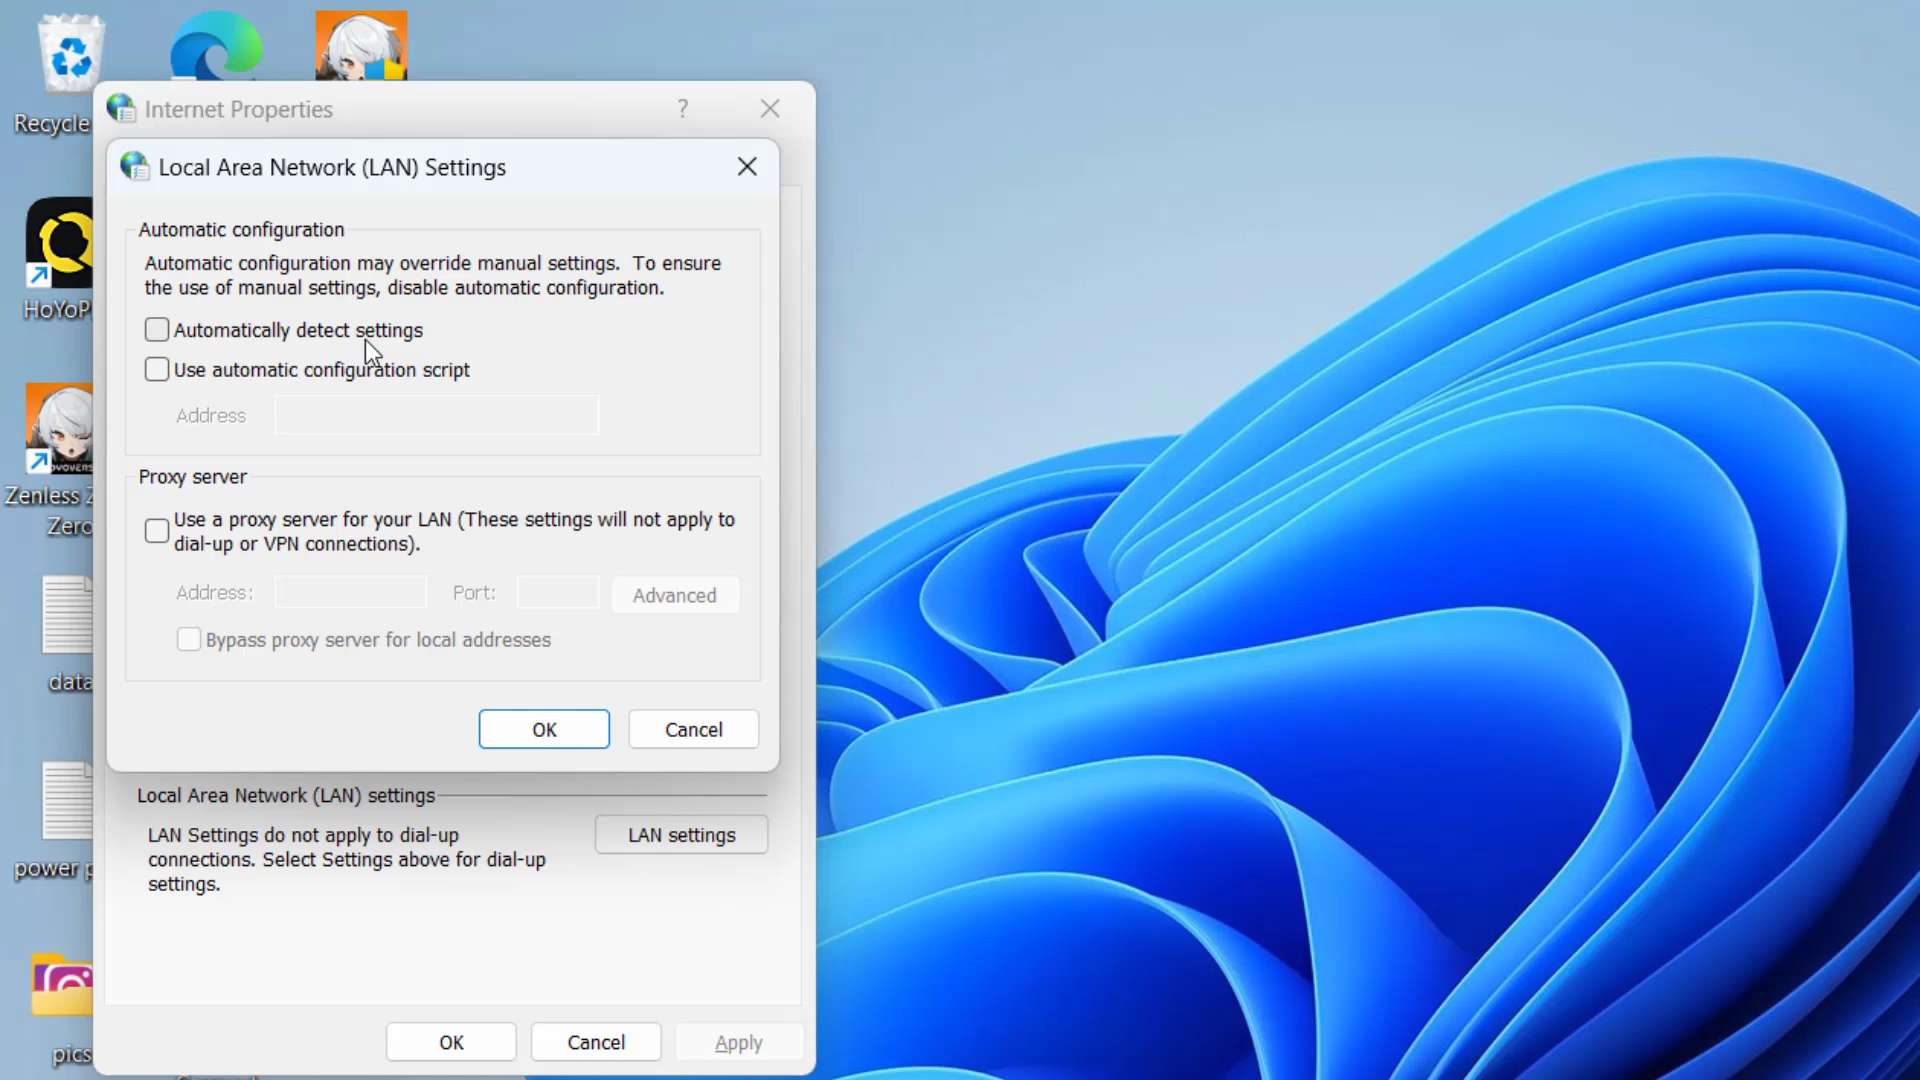 Recycle
Internet Properties
?
Local Area Network (LAN) Settings
Automatic configuration
Automatic configuration may override manual settings.  To ensure
the use of manual settings, disable automatic configuration.
HoYoP
Automatically detect settings
Use automatic configuration script
Address
Proxy server
Zenless Z
Zero
Use a proxy server for your LAN (These settings will not apply to
dial-up or VPN connections).
Address:
Port:
Advanced
Bypass proxy server for local addresses
data
OK
Cancel
Local Area Network (LAN) settings
LAN Settings do not apply to dial-up
connections. Select Settings above for dial-up
settings.
LAN settings
power p
pics
OK
Cancel
Apply